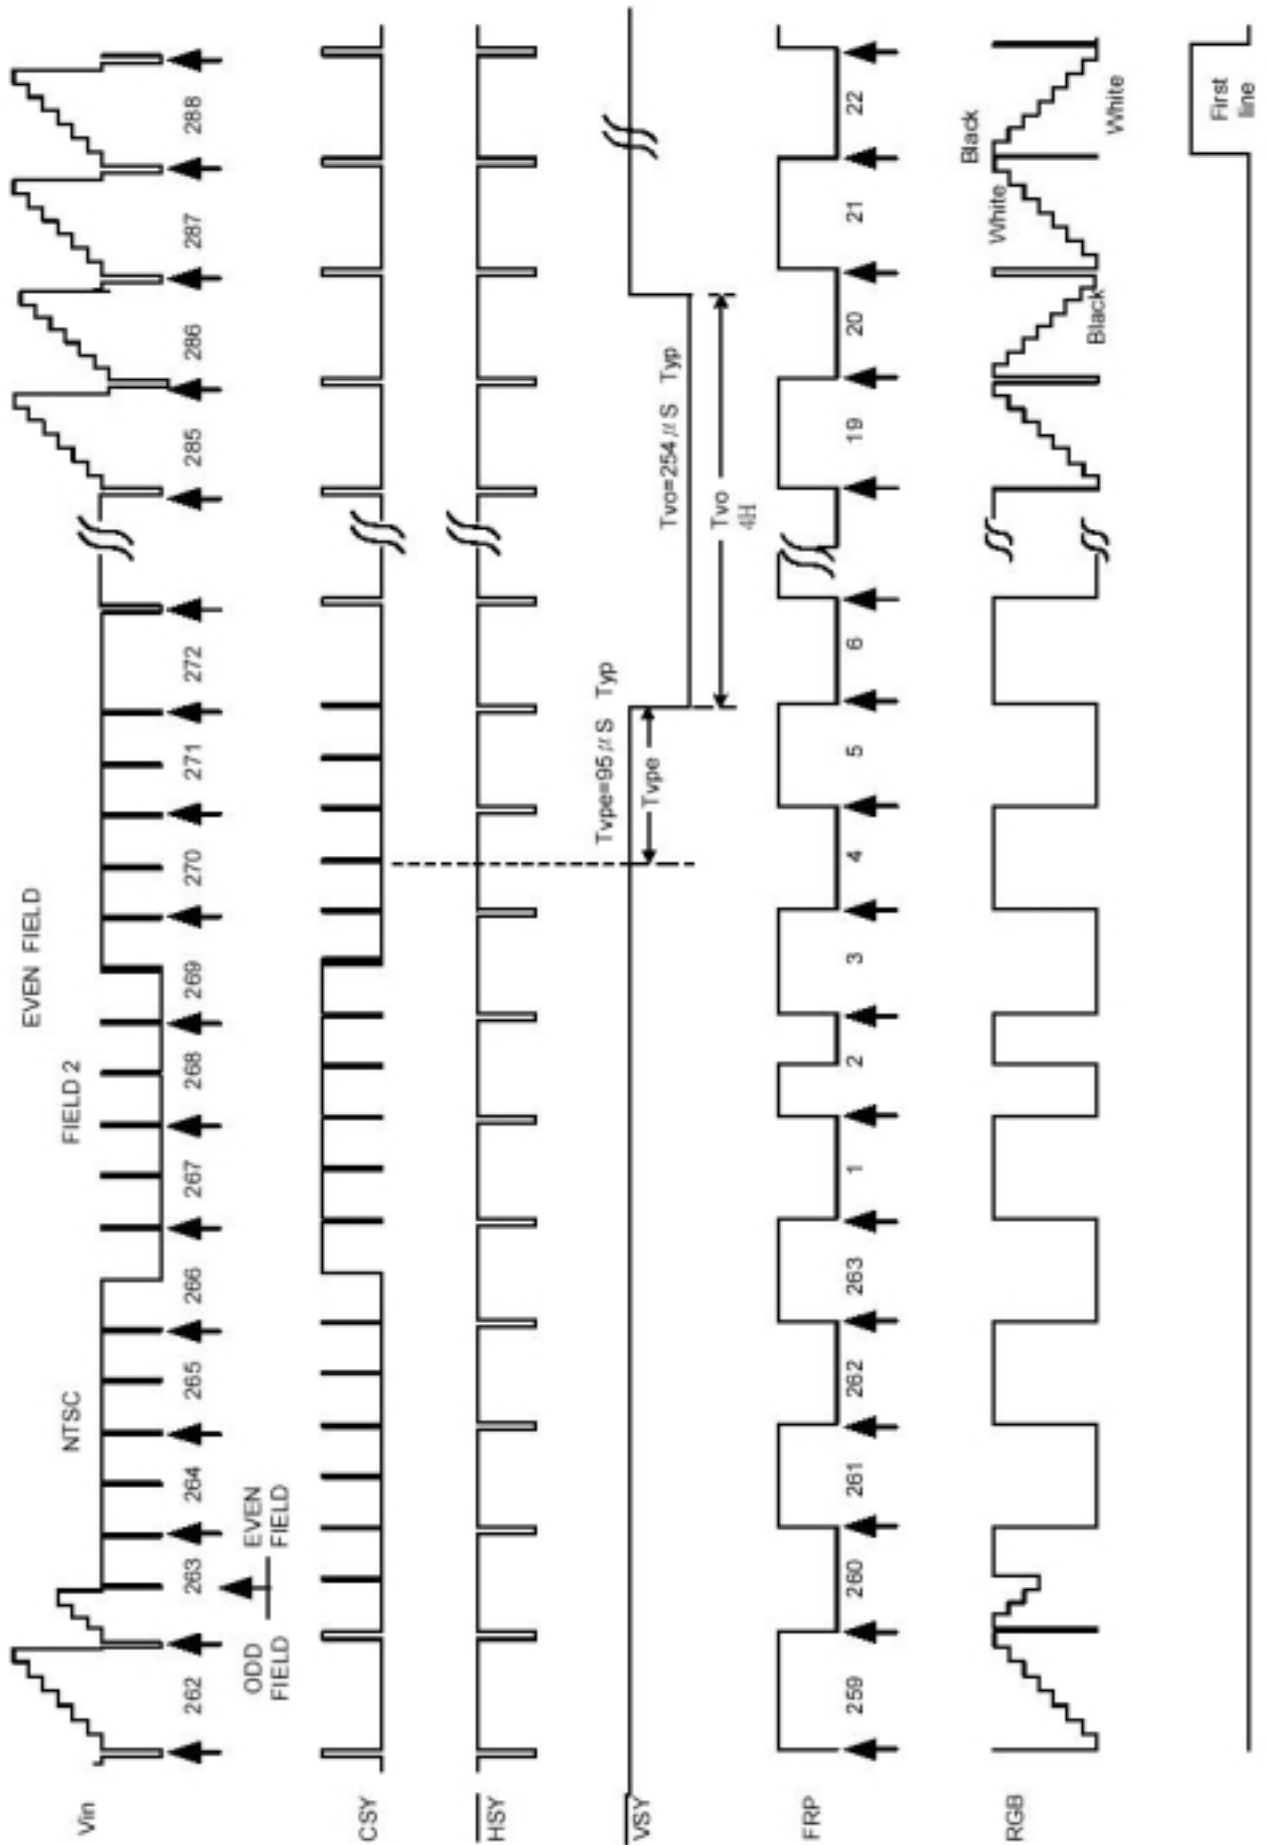 EVEN FIELD
NTSC
FIELD 2
Vin
262
263
264
265
266
267
268
269
270
271
272
285
286
287
288
ODD
FIELD
EVEN
FIELD
CSY
HSY
Tvpe=95μS Typ
Tvo=254μS Typ
VSY
Tvpe
Tvo
4H
FRP
259
260
261
262
263
1
2
3
4
5
6
19
20
21
22
Black
White
RGB
Black
White
First
line